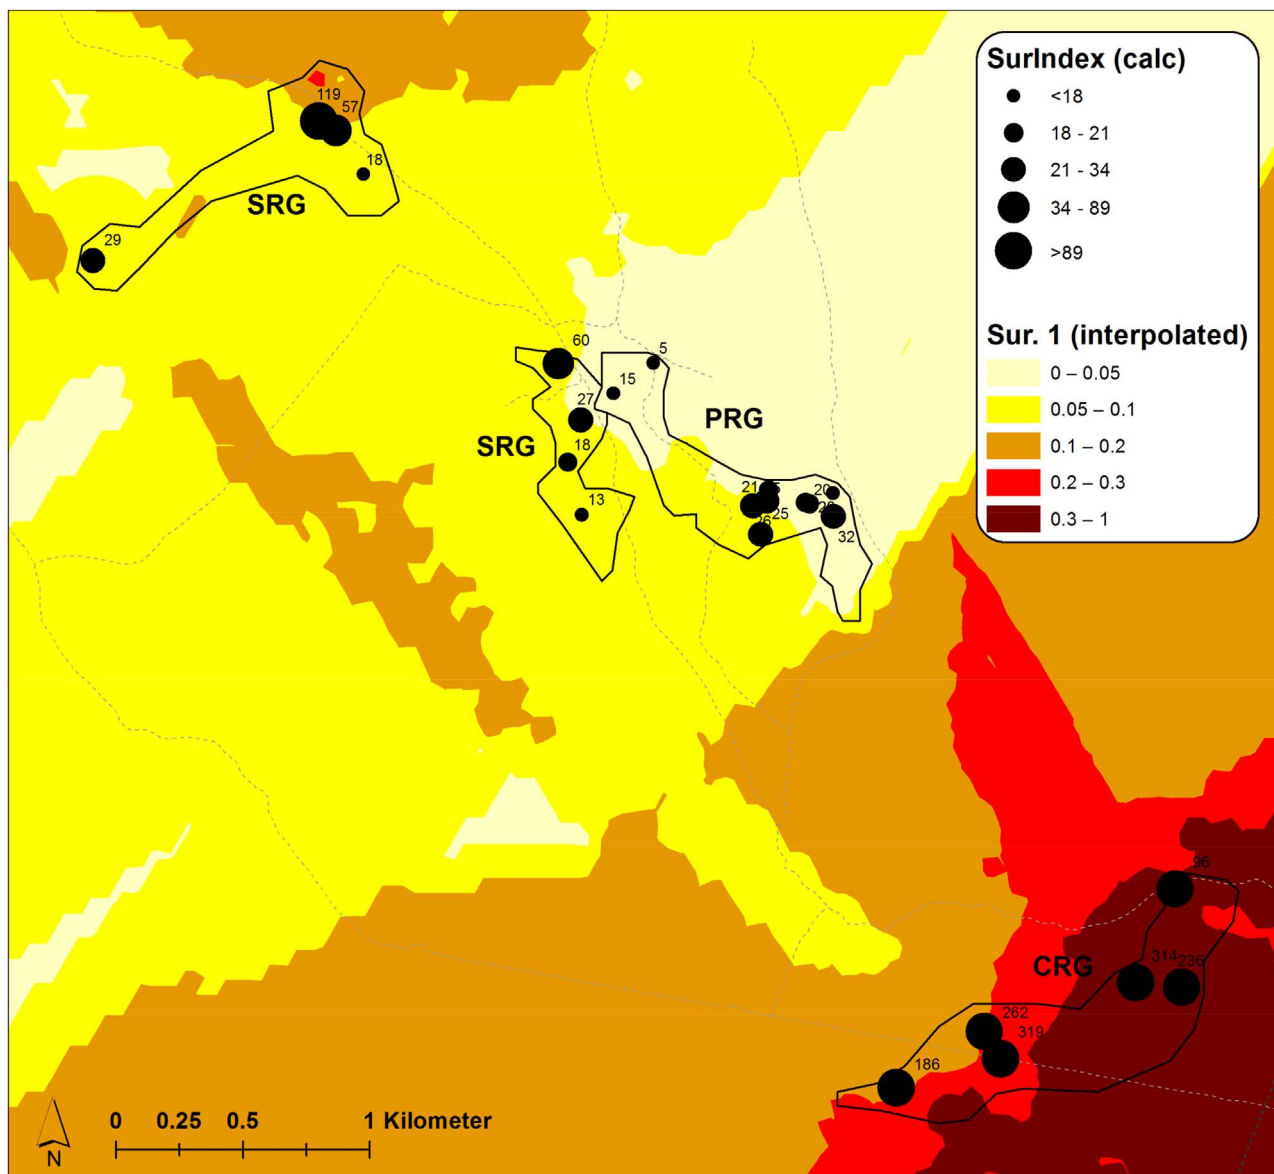 SurIndex (calc)
<18
18 - 21
21 - 34
34 - 89
>89
Sur. 1 (interpolated)
0 – 0.05
0.05 – 0.1
0.1 – 0.2
0.2 – 0.3
0.3 – 1
119
57
18
SRG
29
60
5
15
27
PRG
SRG
18
13
21
20
25
26
32
96
CRG
314
236
262
319
186
0 0.25 0.5 1 Kilometer
N